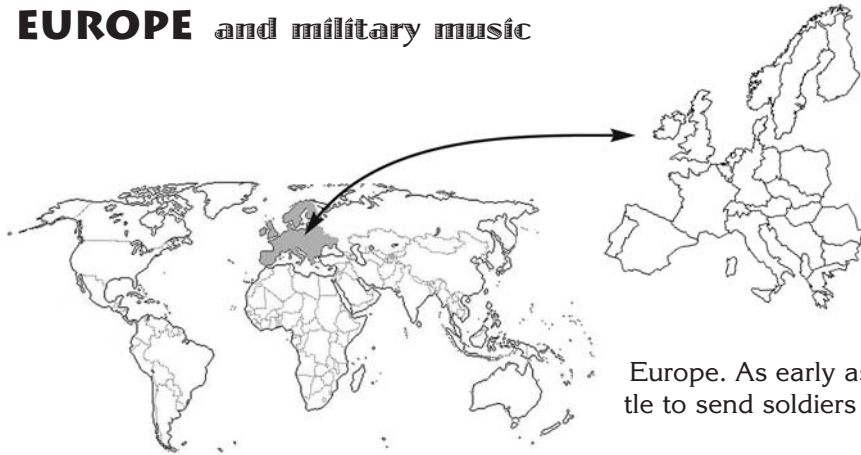 EUROPE and military music
Europe. As early as
tle to send soldiers